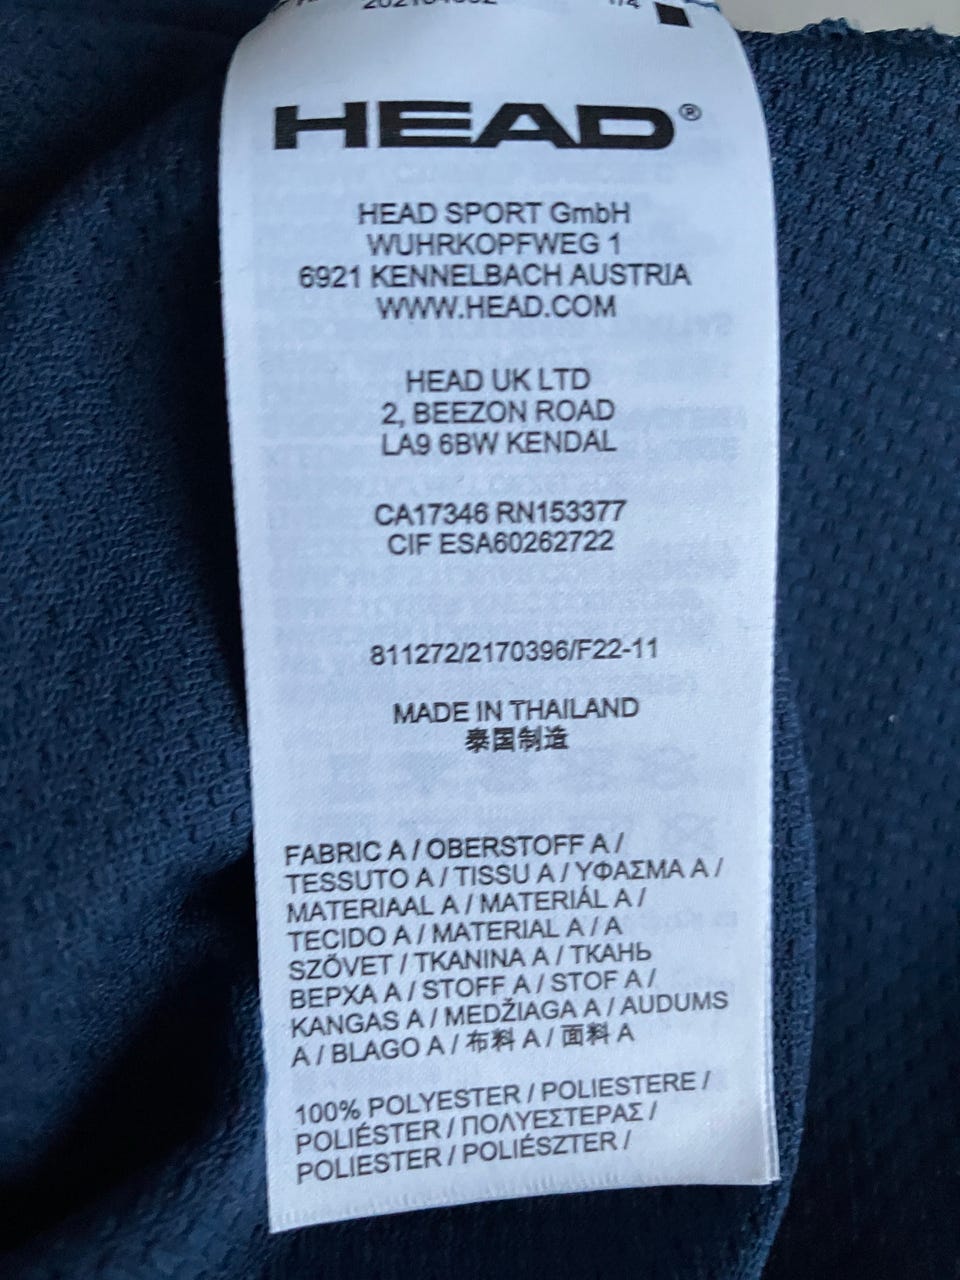 HEAD®
HEAD SPORT GmbH
WUHRKOPFWEG 1
6921 KENNELBACH AUSTRIA
WWW.HEAD.COM
HEAD UK LTD
2, BEEZON ROAD
LA9 6BW KENDAL
CA17346 RN153377
CIF ESA60262722
811272/2170396/F22-11
MADE IN THAILAND
泰国制造
FABRIC A / OBERSTOFF A /
TESSUTO A / TISSU A / ΥΦΑΣΜΑ A /
MATERIAAL A / MATERIÁL A /
TECIDO A / MATERIAL A / A
SZÖVET / TKANINA A / ТКАНЬ
ВЕРХА A / STOFF A / STOF A /
KANGAS A / MEDŽIAGA A / AUDUMS
A / BLAGO A / 布料 A / 面料 A
100% POLYESTER / POLIESTERE /
POLIÉSTER / ΠΟΛΥΕΣΤΕΡΑΣ /
POLIESTER / POLIÉSZTER /